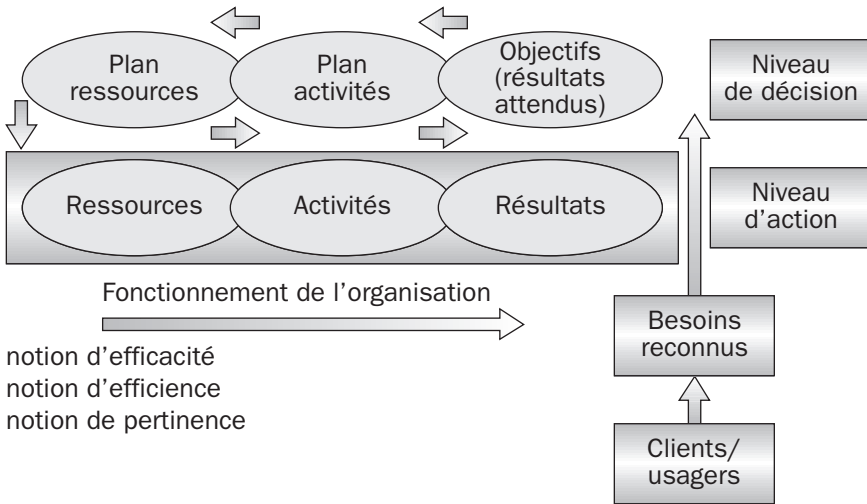 Plan
ressources
Plan
activités
Objectifs
(résultats
attendus)
Niveau
de décision
Ressources
Activités
Résultats
Niveau
d’action
Fonctionnement de l’organisation
Besoins
reconnus
notion d’efficacité
notion d’efficience
notion de pertinence
Clients/
usagers